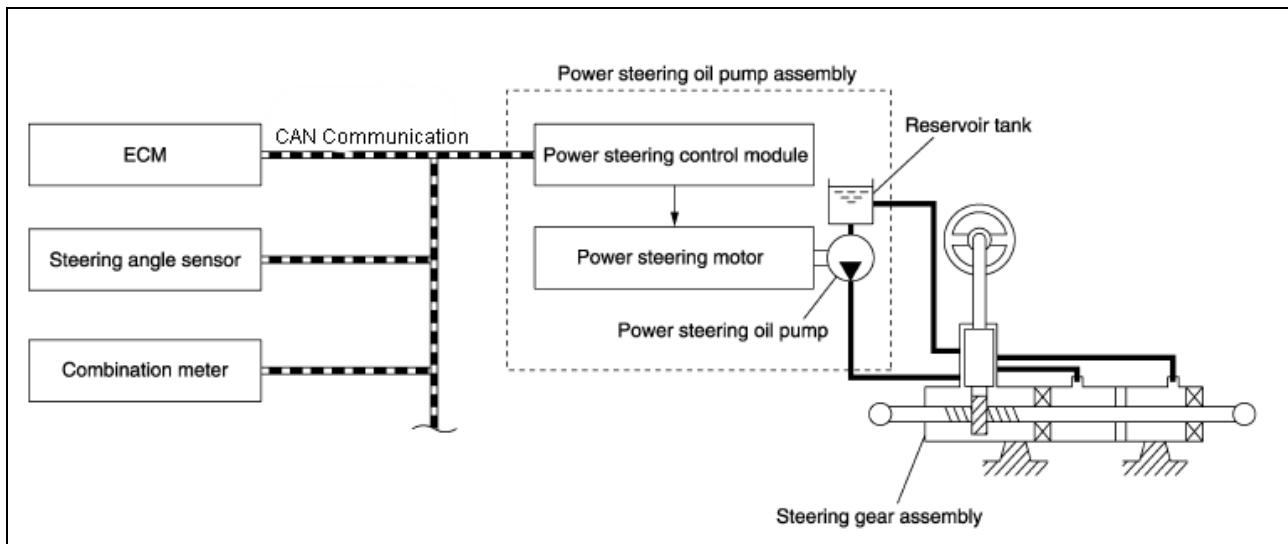 Power steering oil pump assembly
Reservoir tank
CAN Communication
ECM
Power steering control module
Steering angle sensor
Power steering motor
Power steering oil pump
Combination meter
Steering gear assembly